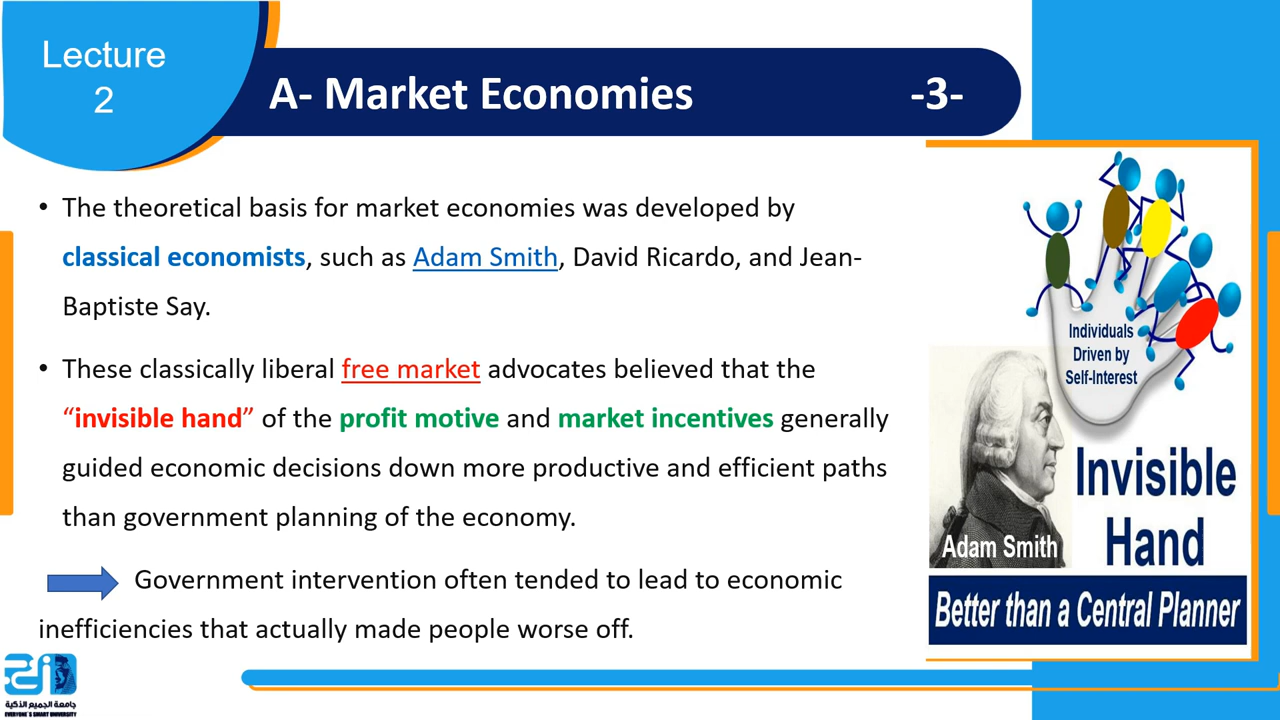 Lecture
2
A- Market Economies -3-
• The theoretical basis for market economies was developed by
classical economists, such as Adam Smith, David Ricardo, and Jean-
Baptiste Say.
• These classically liberal free market advocates believed that the
“invisible hand” of the profit motive and market incentives generally
guided economic decisions down more productive and efficient paths
than government planning of the economy.
Government intervention often tended to lead to economic
inefficiencies that actually made people worse off.
Individuals
Driven by
Self-Interest
Invisible
Hand
Adam Smith
Better than a Central Planner
جامعة الجميع الذكية
EVERYONE'S SMART UNIVERSITY